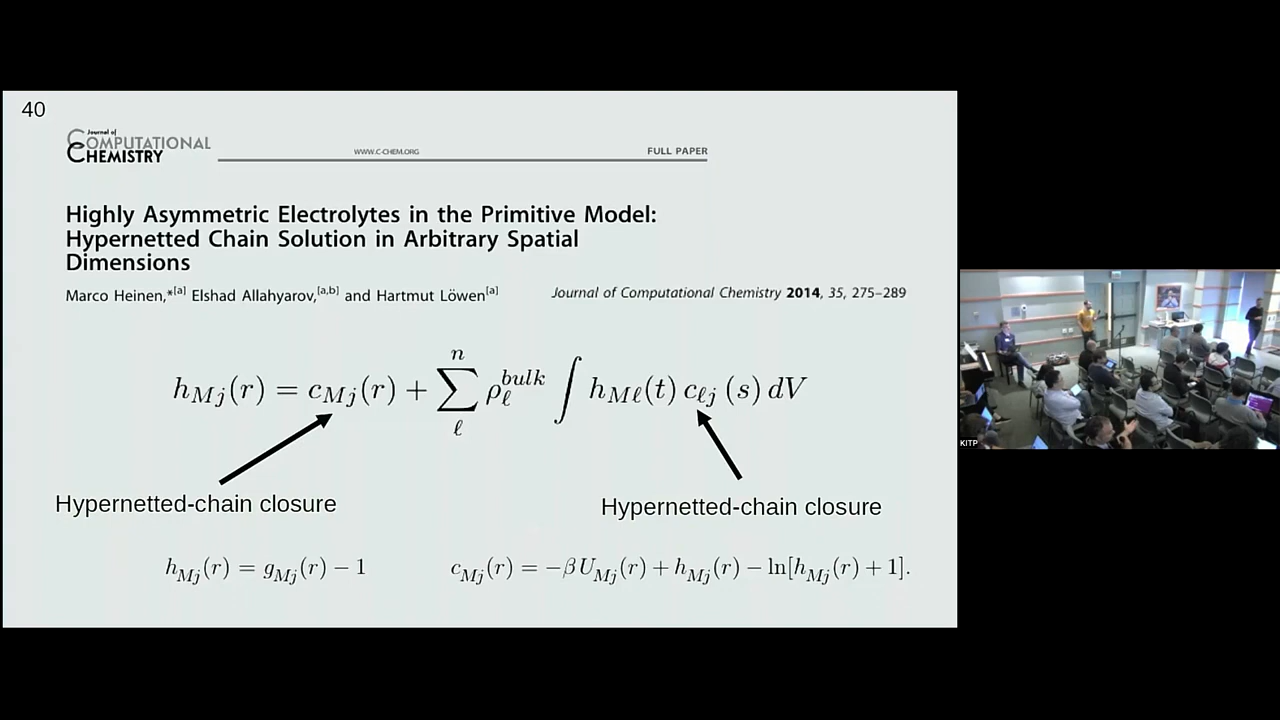 40
Journal of
COMPUTATIONAL
CHEMISTRY
WWW.C-CHEM.ORG
FULL PAPER
Highly Asymmetric Electrolytes in the Primitive Model:
Hypernetted Chain Solution in Arbitrary Spatial
Dimensions
Marco Heinen,*[a] Elshad Allahyarov,[a,b] and Hartmut Löwen[a]
Journal of Computational Chemistry 2014, 35, 275–289
h_{Mj}(r) = c_{Mj}(r) + \sum_{\ell}^{n} \rho_{\ell}^{bulk} \int h_{M\ell}(t) c_{\ell j}(s) dV
Hypernetted-chain closure
Hypernetted-chain closure
h_{Mj}(r) = g_{Mj}(r) − 1
c_{Mj}(r) = −βU_{Mj}(r) + h_{Mj}(r) − ln[h_{Mj}(r) + 1].
KITP